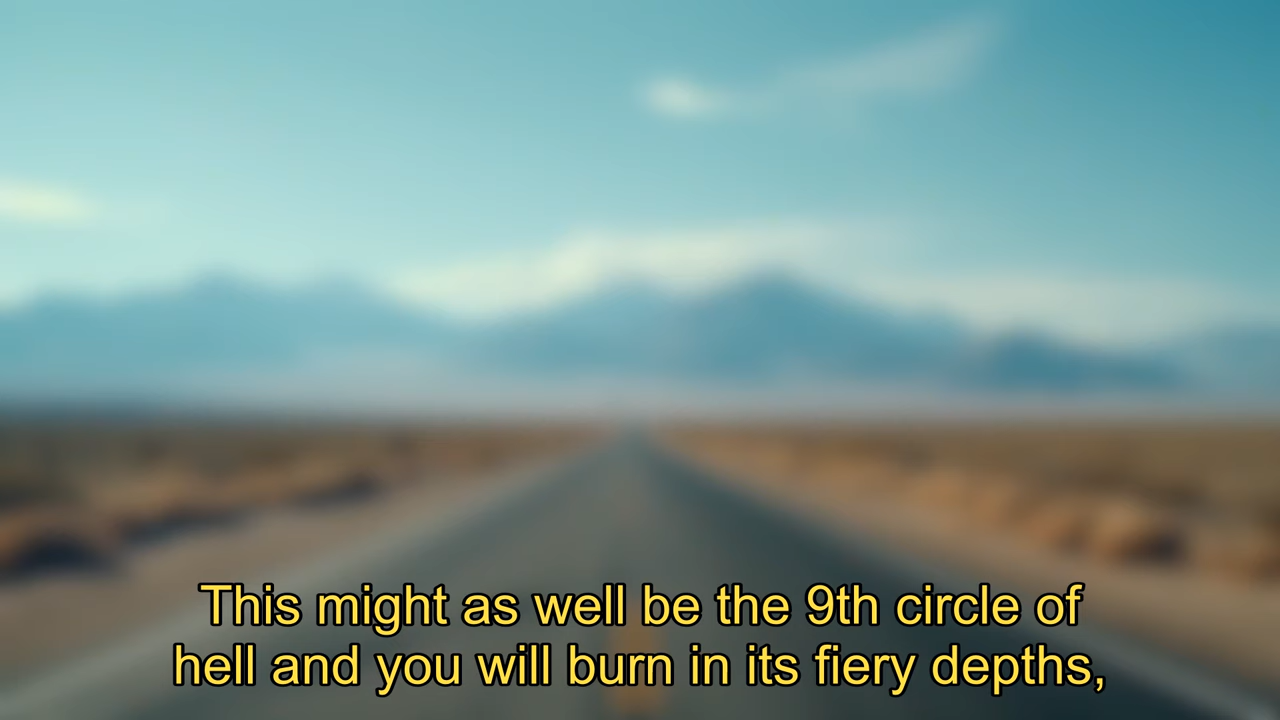 This might as well be the 9th circle of
hell and you will burn in its fiery depths,